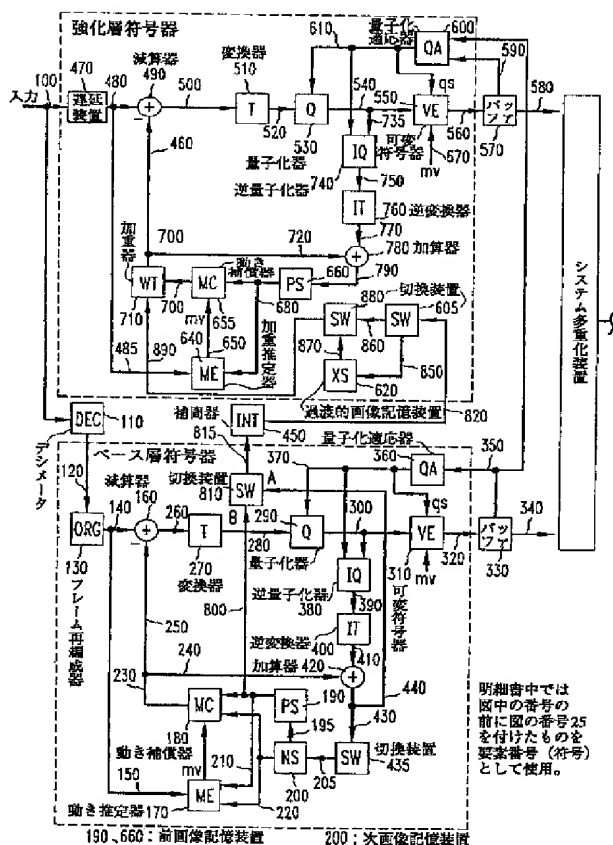 強化層符号器
入力
100
470
遅延装置
480
減算器
490
500
変換器
510
T
520
610
量子化適応器
600
QA
590
540
Q
530
735
550
qs
VE
560
バッファ
570
580
可変符号器
670
mv
量子化器
740
IQ
750
逆量子化器
IT
760
逆変換器
770
780
加算器
790
460
700
720
加重器
動き補償器
WT
700
MC
PS
660
680
710
mv
655
650
640
890
485
ME
加重推定器
切換装置
880
SW
605
SW
870
860
850
XS
620
過渡的画像記憶装置
820
システム多重化装置
DEC
110
デシメータ
補間器
INT
450
815
ベース層符号器
120
減算器
160
140
ORG
130
フレーム再編成器
260
T
270
変換器
切換装置
810
SW
A
B
280
290
Q
量子化器
370
300
量子化適応器
360
QA
350
qs
VE
310
320
バッファ
330
340
mv
可変符号器
800
IQ
逆量子化器
380
390
逆変換器
IT
400
410
加算器
420
440
430
250
240
230
MC
180
PS
190
195
動き補償器
mv
210
NS
200
205
SW
切換装置
435
150
ME
動き推定器170
220
明細書中では
図中の番号の
前に図の番号25
を付けたものを
要素番号(符号)
として使用。
190、660:前画像記憶装置
200:次画像記憶装置